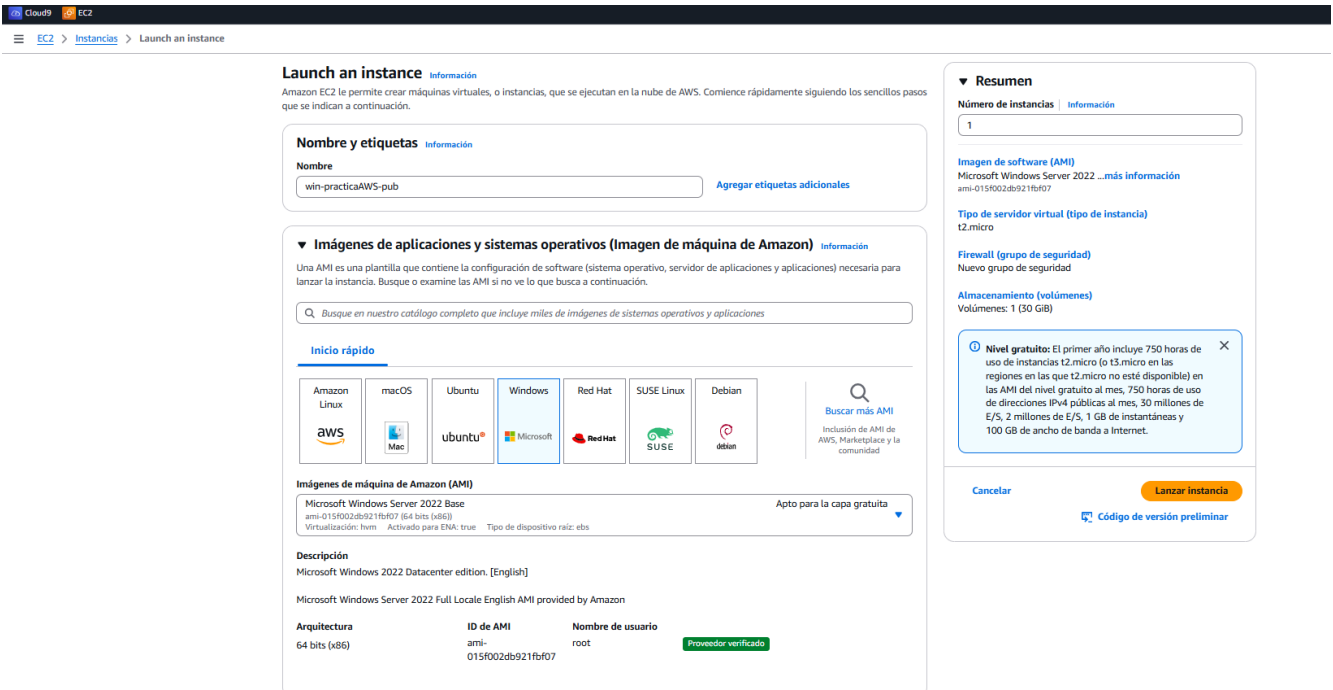 Cloud9 EC2
EC2 > Instancias > Launch an instance
Launch an instance Información
Amazon EC2 le permite crear máquinas virtuales, o instancias, que se ejecutan en la nube de AWS. Comience rápidamente siguiendo los sencillos pasos
que se indican a continuación.
Nombre y etiquetas Información
Nombre
win-practicaAWS-pub
Agregar etiquetas adicionales
Imágenes de aplicaciones y sistemas operativos (Imagen de máquina de Amazon) Información
Una AMI es una plantilla que contiene la configuración de software (sistema operativo, servidor de aplicaciones y aplicaciones) necesaria para
lanzar la instancia. Busque o examine las AMI si no ve lo que busca a continuación.
Busque en nuestro catálogo completo que incluye miles de imágenes de sistemas operativos y aplicaciones
Inicio rápido
Amazon
Linux
aws
macOS
Mac
Ubuntu
ubuntu®
Windows
Microsoft
Red Hat
Red Hat
SUSE Linux
SUSE
Debian
debian
Buscar más AMI
Inclusión de AMI de
AWS, Marketplace y la
comunidad
Imágenes de máquina de Amazon (AMI)
Microsoft Windows Server 2022 Base
Apto para la capa gratuita
ami-015f002db921fbf07 (64 bits (x86))
Virtualización: hvm Activado para ENA: true Tipo de dispositivo raíz: ebs
Descripción
Microsoft Windows 2022 Datacenter edition. [English]
Microsoft Windows Server 2022 Full Locale English AMI provided by Amazon
Arquitectura
64 bits (x86)
ID de AMI
ami-
015f002db921fbf07
Nombre de usuario
root
Proveedor verificado
Resumen
Número de instancias Información
1
Imagen de software (AMI)
Microsoft Windows Server 2022 ...más información
ami-015f002db921fbf07
Tipo de servidor virtual (tipo de instancia)
t2.micro
Firewall (grupo de seguridad)
Nuevo grupo de seguridad
Almacenamiento (volúmenes)
Volúmenes: 1 (30 GiB)
Nivel gratuito: El primer año incluye 750 horas de
uso de instancias t2.micro (o t3.micro en las
regiones en las que t2.micro no esté disponible) en
las AMI del nivel gratuito al mes, 750 horas de uso
de direcciones IPv4 públicas al mes, 30 millones de
E/S, 2 millones de E/S, 1 GB de instantáneas y
100 GB de ancho de banda a Internet.
Cancelar
Lanzar instancia
Código de versión preliminar